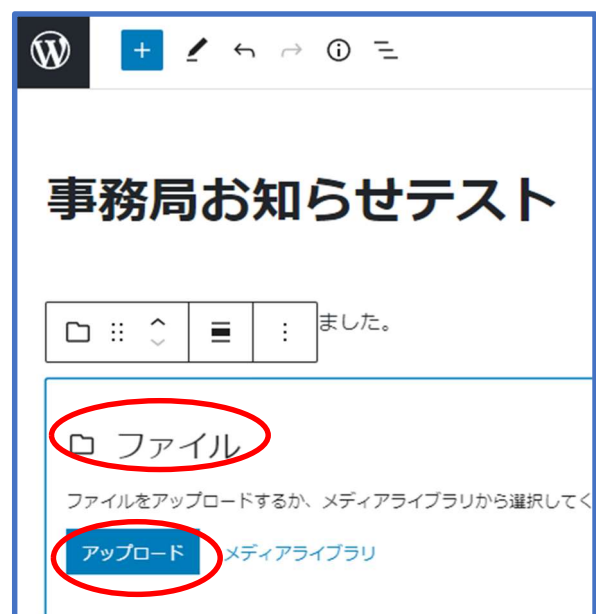 事務局お知らせテスト
ました。
ファイル
ファイルをアップロードするか、メディアライブラリから選択してく
アップロード メディアライブラリ